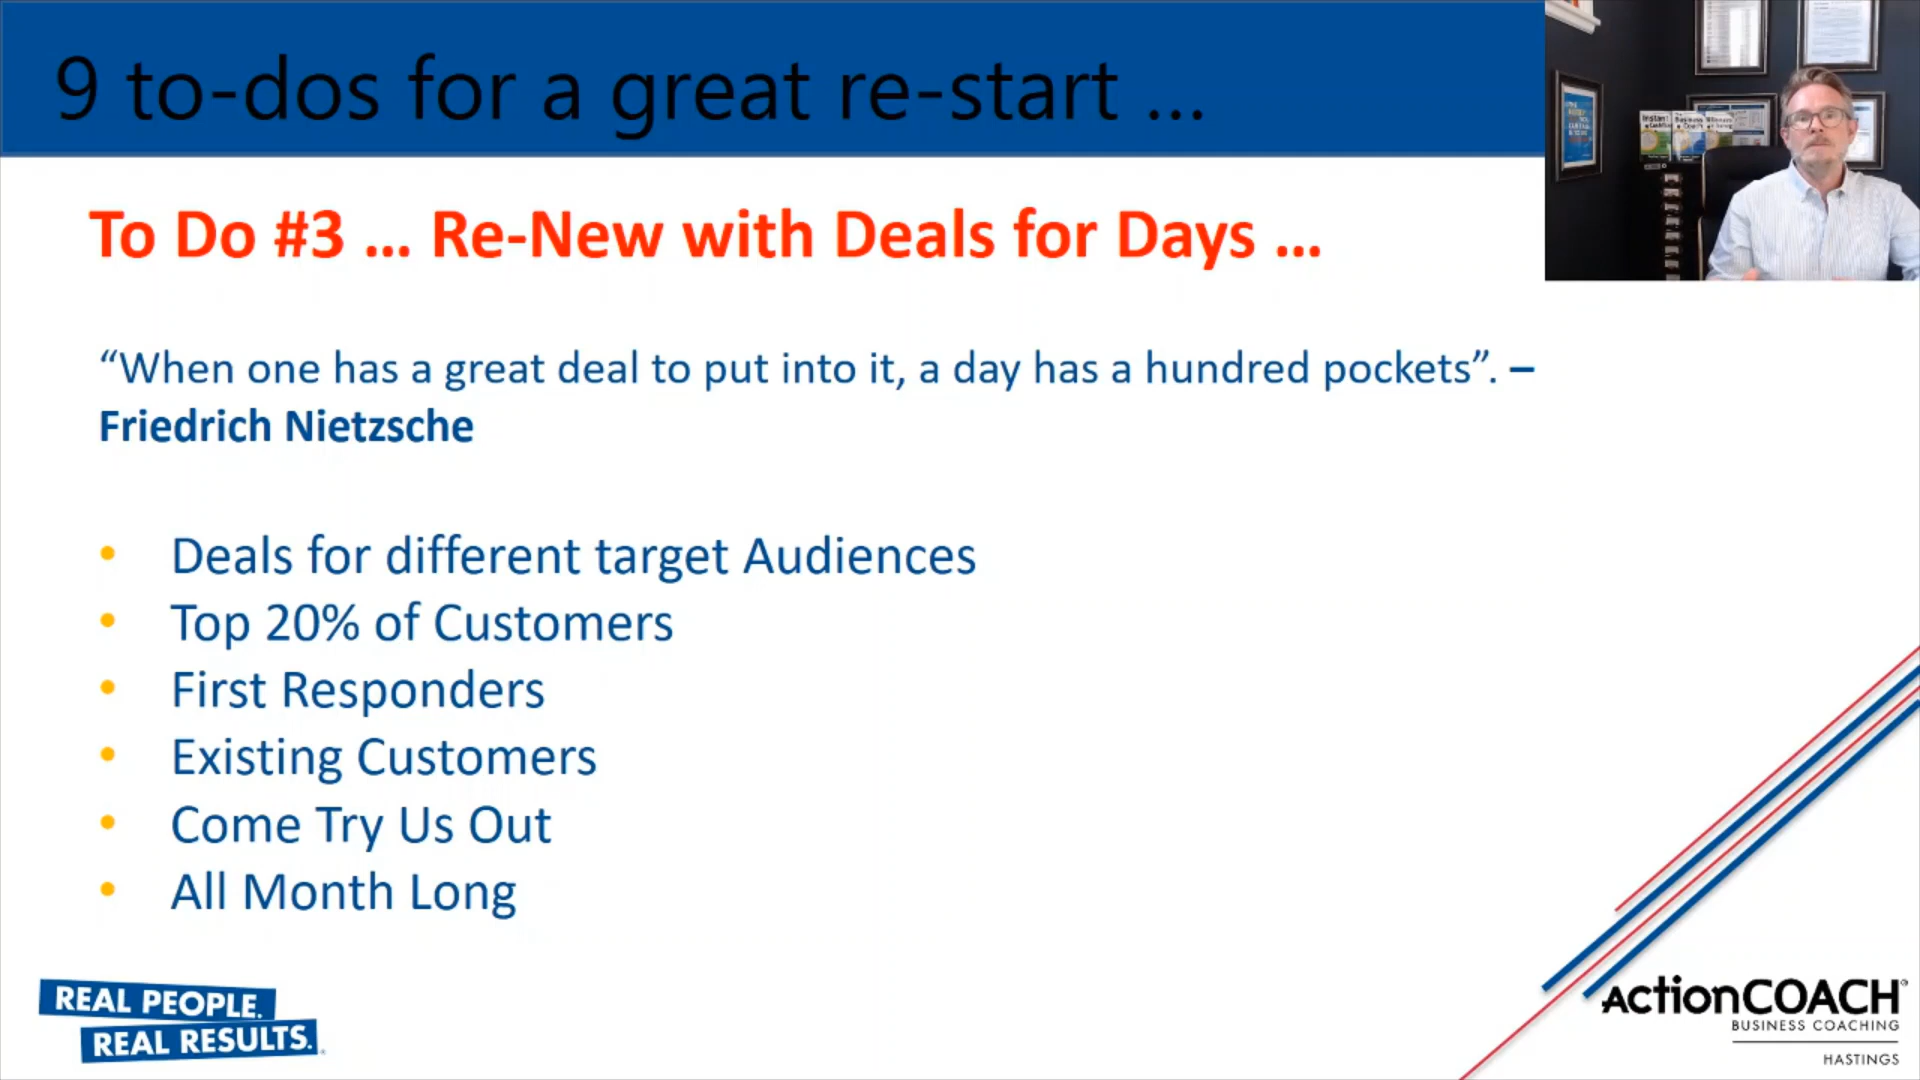 9 to-dos for a great re-start ...
To Do #3 ... Re-New with Deals for Days ...
“When one has a great deal to put into it, a day has a hundred pockets”. –
Friedrich Nietzsche
• Deals for different target Audiences
• Top 20% of Customers
• First Responders
• Existing Customers
• Come Try Us Out
• All Month Long
REAL PEOPLE.
REAL RESULTS.
ActionCOACH®
BUSINESS COACHING
HASTINGS
Instant